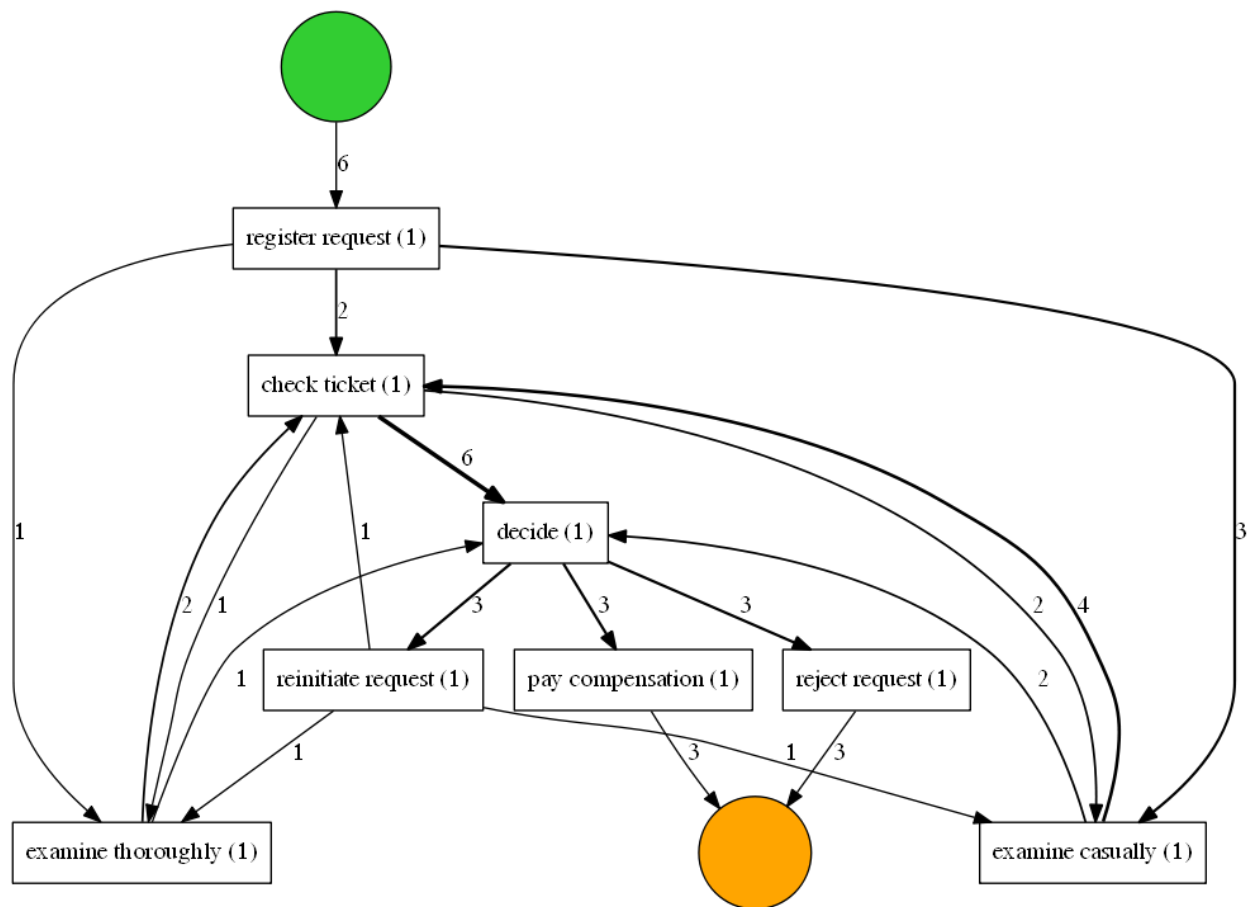 6
register request (1)
2
check ticket (1)
6
1
1
3
decide (1)
2
1
3
3
3
2
4
1
reinitiate request (1)
pay compensation (1)
reject request (1)
2
1
3
3
1
examine thoroughly (1)
examine casually (1)